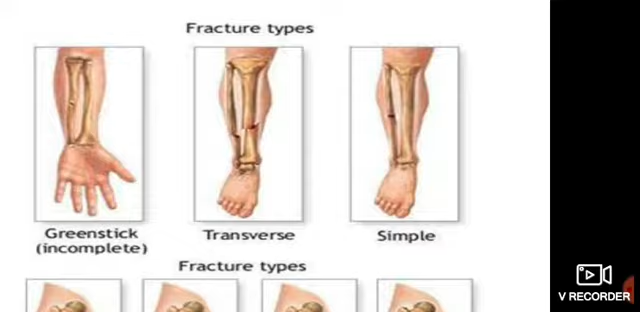 Fracture types
Greenstick
(incomplete)
Transverse
Simple
Fracture types
V RECORDER